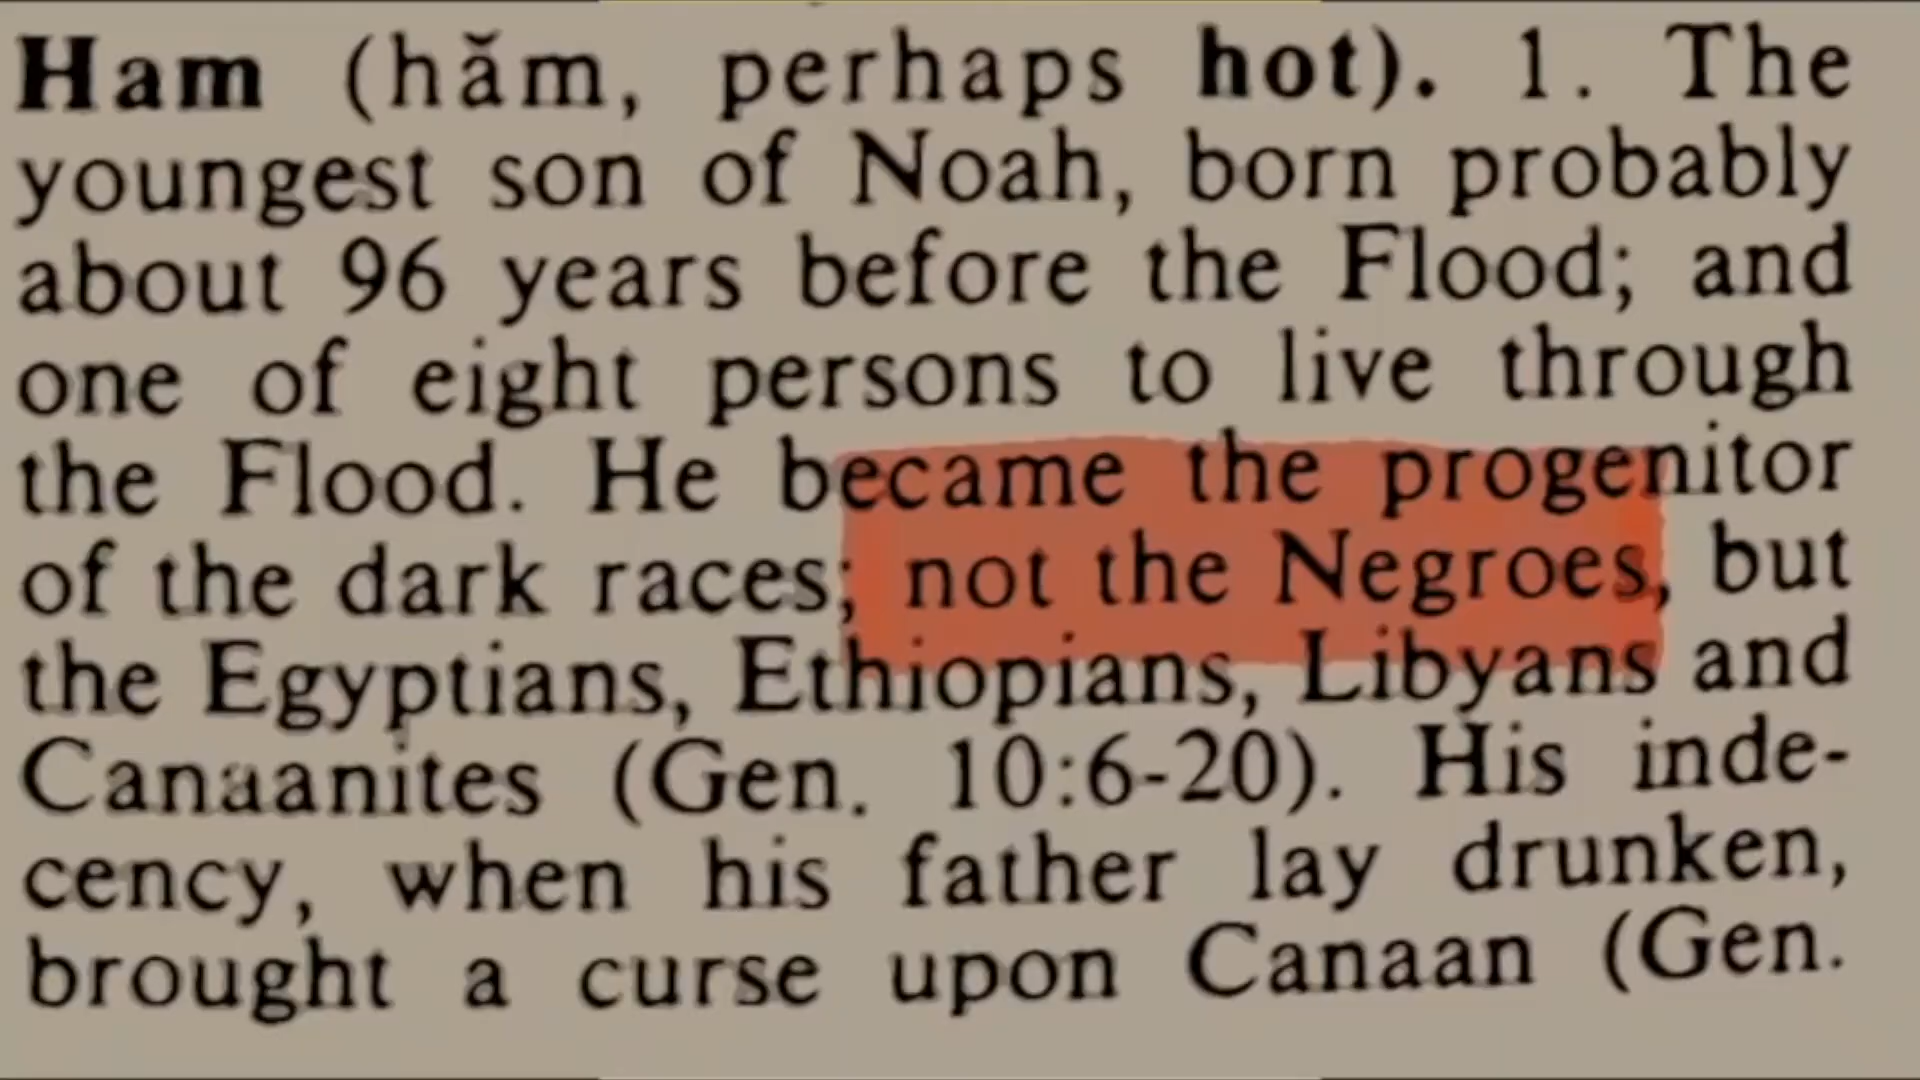 Ham (hăm, perhaps hot). 1. The
youngest son of Noah, born probably
about 96 years before the Flood; and
one of eight persons to live through
the Flood. He became the progenitor
of the dark races; not the Negroes, but
the Egyptians, Ethiopians, Libyans and
Canaanites (Gen. 10:6-20). His inde-
cency, when his father lay drunken,
brought a curse upon Canaan (Gen.